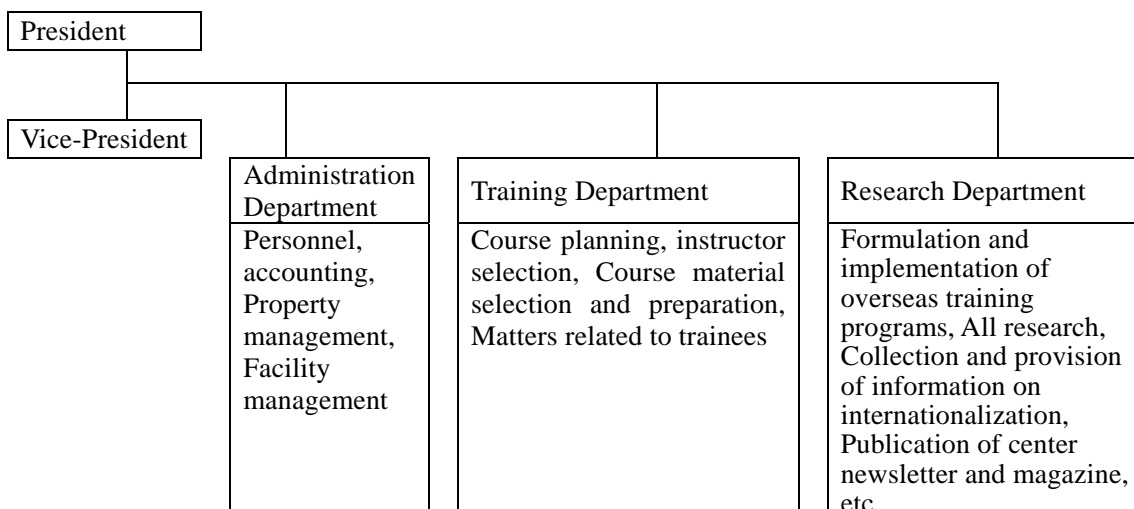 President
Vice-President
Administration
Department
Personnel,
accounting,
Property
management,
Facility
management
Training Department
Course planning, instructor
selection, Course material
selection and preparation,
Matters related to trainees
Research Department
Formulation and
implementation of
overseas training
programs, All research,
Collection and provision
of information on
internationalization,
Publication of center
newsletter and magazine,
etc